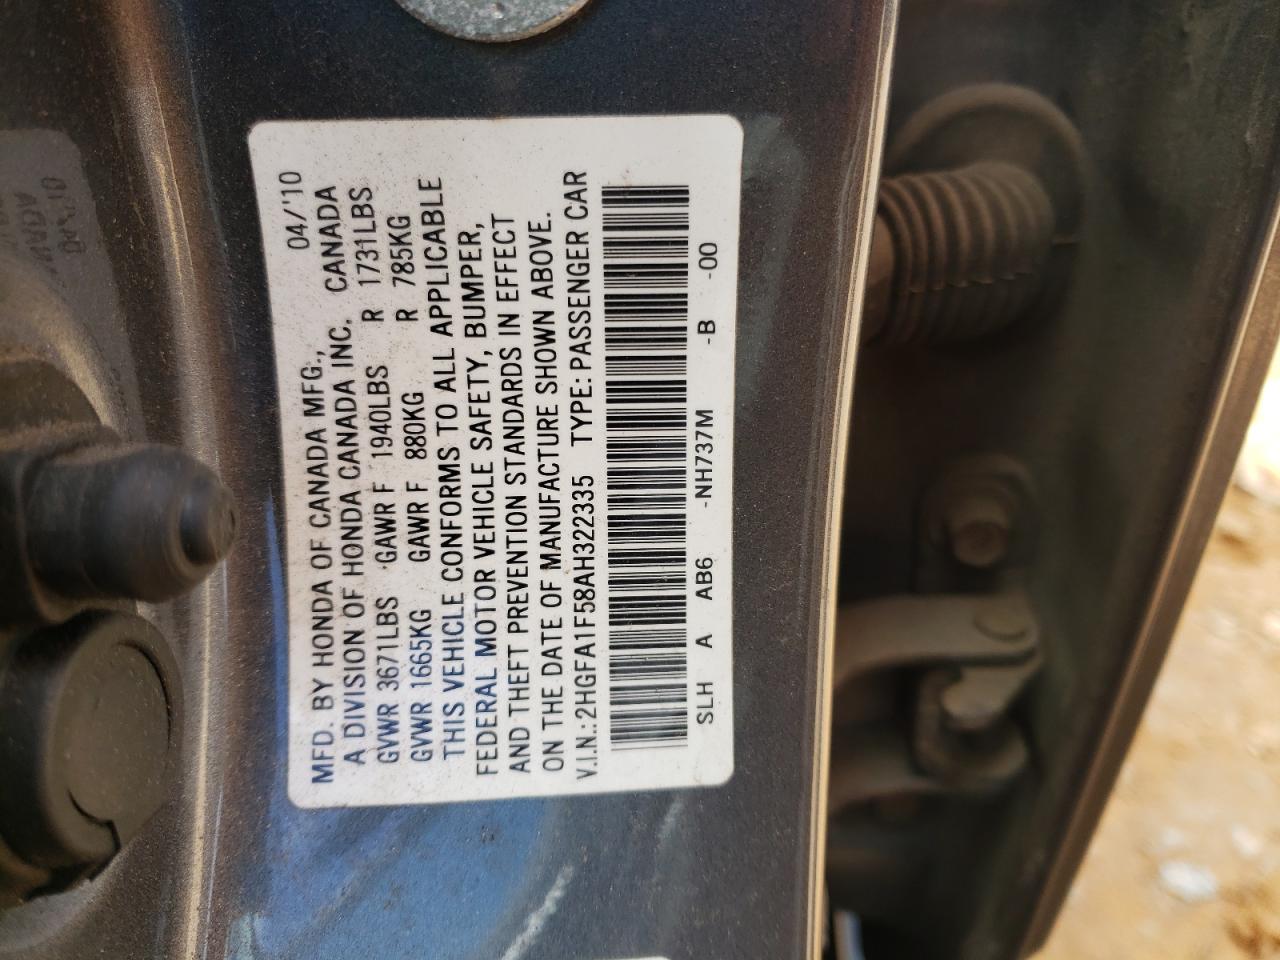 04/'10
MFD. BY HONDA OF CANADA MFG.,
A DIVISION OF HONDA CANADA INC. CANADA
GVWR 3671LBS GAWR F 1940LBS R 1731LBS
GVWR 1665KG GAWR F 880KG R 785KG
THIS VEHICLE CONFORMS TO ALL APPLICABLE
FEDERAL MOTOR VEHICLE SAFETY, BUMPER,
AND THEFT PREVENTION STANDARDS IN EFFECT
ON THE DATE OF MANUFACTURE SHOWN ABOVE.
V.I.N.:2HGFA1F58AH322335 TYPE:PASSENGER CAR
SLH A AB6 -NH737M -B -00